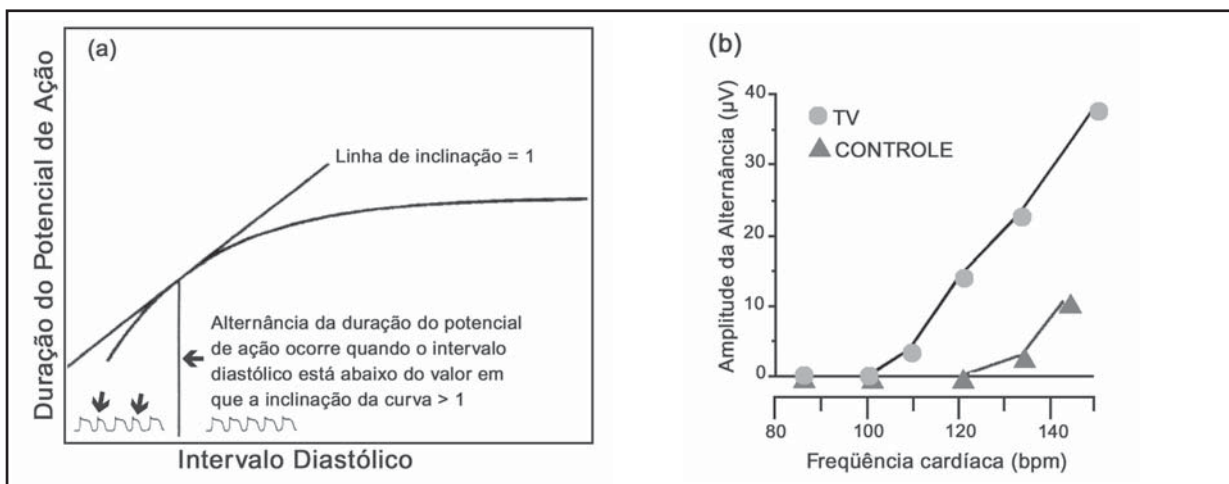 (a)
Duração do Potencial de Ação
Linha de inclinação = 1
Alternância da duração do potencial
de ação ocorre quando o intervalo
diastólico está abaixo do valor em
que a inclinação da curva > 1
Intervalo Diastólico
(b)
Amplitude da Alternância (µV)
40
30
20
10
0
TV
CONTROLE
80
100
120
140
Freqüência cardíaca (bpm)